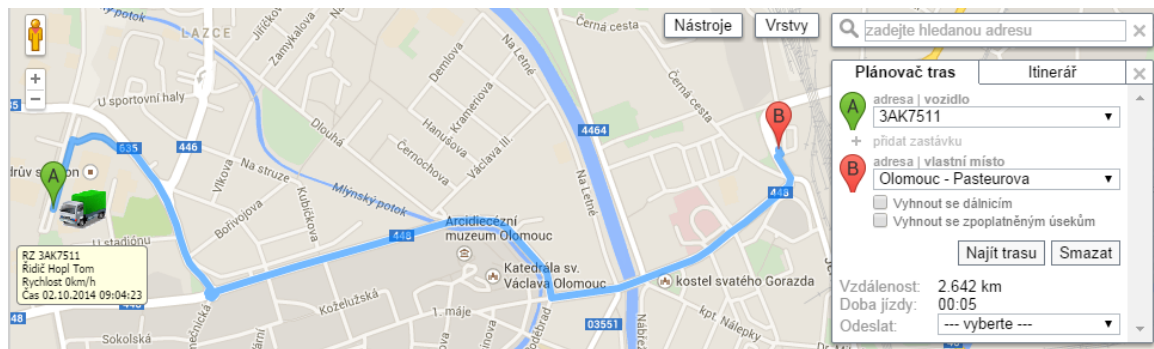 Nástroje
Vrstvy
zadejte hledanou adresu
Plánovač tras
Itinerář
A
adresa | vozidlo
3AK7511
přidat zastávku
B
adresa | vlastní místo
Olomouc - Pasteurova
Vyhnout se dálnicím
Vyhnout se zpoplatněným úsekům
Najít trasu
Smazat
Vzdálenost: 2.642 km
Doba jízdy: 00:05
Odeslat: --- vyberte ---
LAZCE
Jiříčkova
Zamykalova
Demlova
Na Letné
Černá cesta
Černá cesta
U sportovní haly
Krameriova
Hanušova
Václava III.
Dlouhá
Černochova
635
446
4464
B
A
Vlkova
Na struze
Kubíčkova
Mlýnský potok
Na Letné
448
Bořivojova
Arcidiecézní
muzeum Olomouc
448
U stadiónu
RZ 3AK7511
Řidič Hopl Tom
Rychlost 0km/h
Čas 02.10.2014 09:04:23
Katedrála sv.
Václava Olomouc
kostel svatého Gorazda
Koželužská
1. máje
kpt. Nálepky
03551
Sokolská